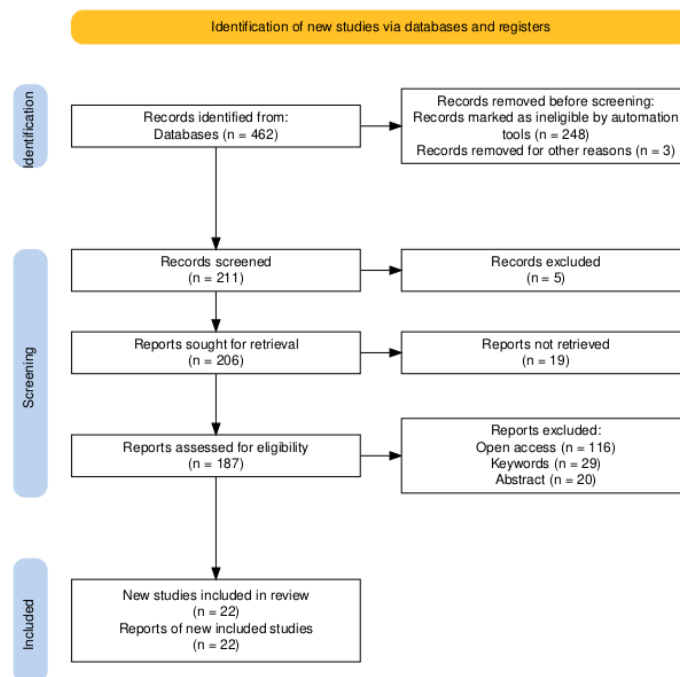 Identification of new studies via databases and registers
Identification
Records identified from:
Databases (n = 462)
Records removed before screening:
Records marked as ineligible by automation
tools (n = 248)
Records removed for other reasons (n = 3)
Screening
Records screened
(n = 211)
Records excluded
(n = 5)
Reports sought for retrieval
(n = 206)
Reports not retrieved
(n = 19)
Reports assessed for eligibility
(n = 187)
Reports excluded:
Open access (n = 116)
Keywords (n = 29)
Abstract (n = 20)
Included
New studies included in review
(n = 22)
Reports of new included studies
(n = 22)